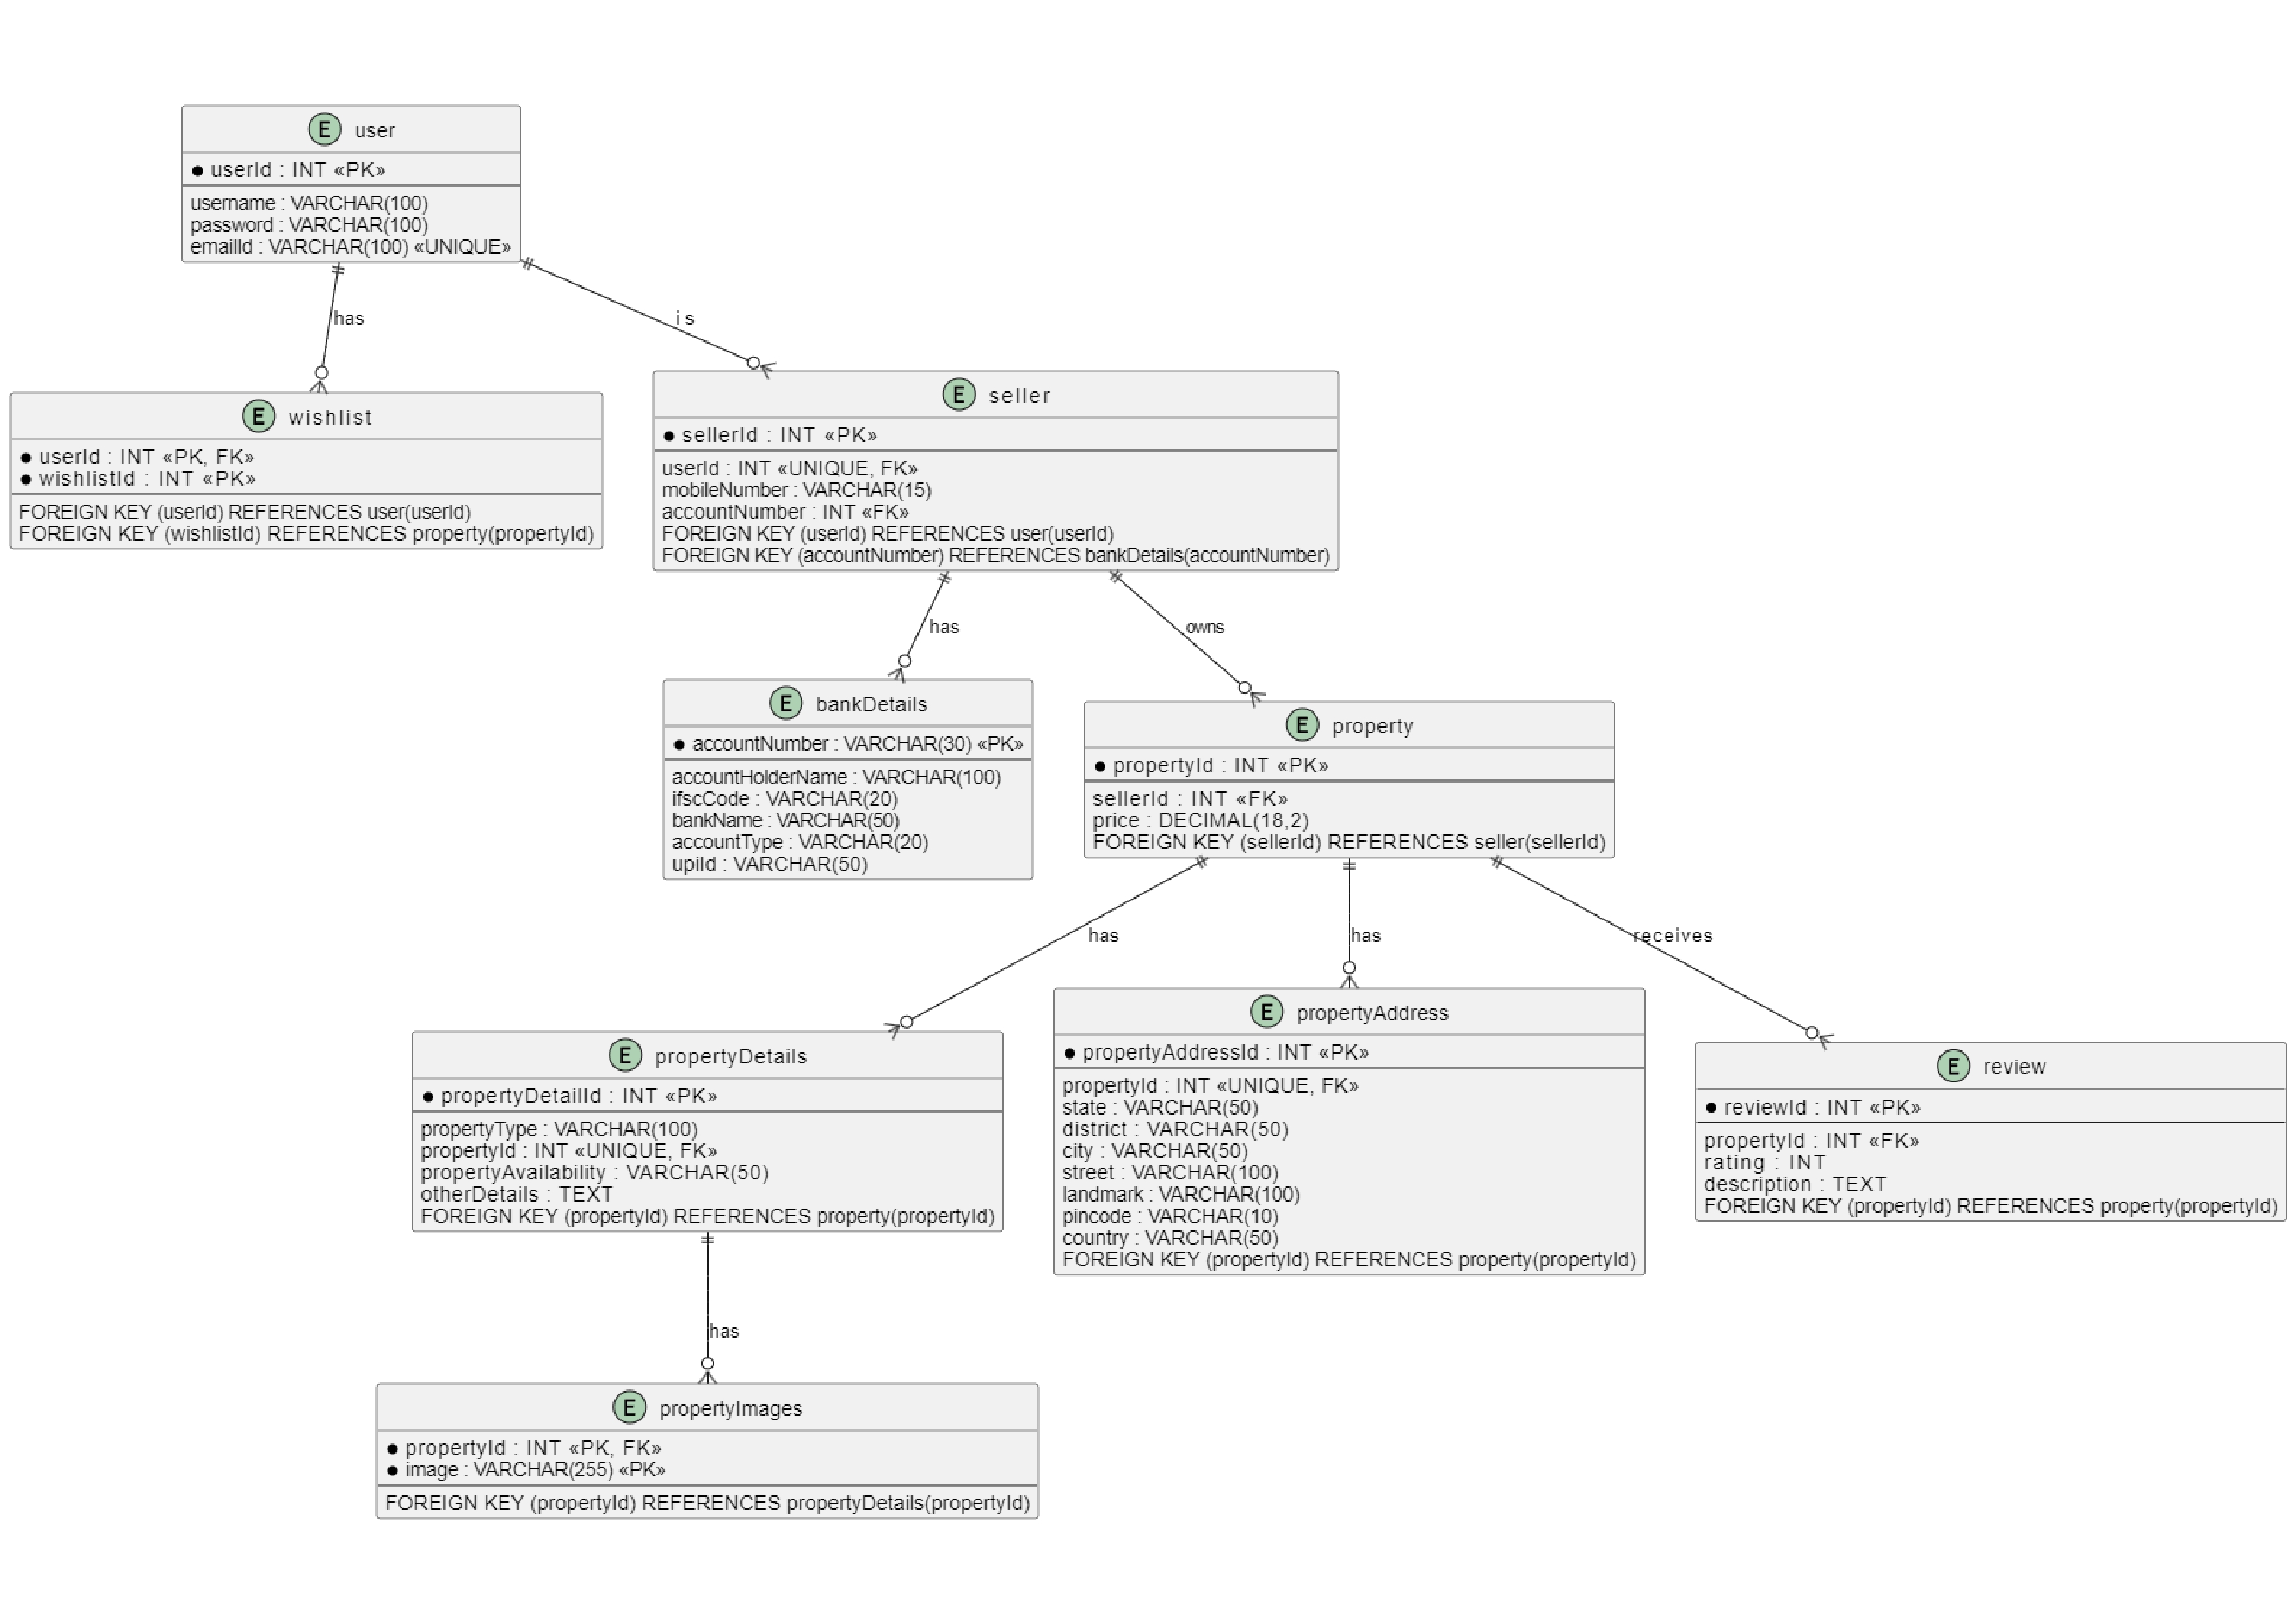 E user
● userId : INT «PK»
username : VARCHAR(100)
password : VARCHAR(100)
emailId : VARCHAR(100) «UNIQUE»
has
is
E wishlist
● userId : INT «PK, FK»
● wishlistId : INT «PK»
FOREIGN KEY (userId) REFERENCES user(userId)
FOREIGN KEY (wishlistId) REFERENCES property(propertyId)
E seller
● sellerId : INT «PK»
userId : INT «UNIQUE, FK»
mobileNumber : VARCHAR(15)
accountNumber : INT «FK»
FOREIGN KEY (userId) REFERENCES user(userId)
FOREIGN KEY (accountNumber) REFERENCES bankDetails(accountNumber)
has
owns
E bankDetails
● accountNumber : VARCHAR(30) «PK»
accountHolderName : VARCHAR(100)
ifscCode : VARCHAR(20)
bankName : VARCHAR(50)
accountType : VARCHAR(20)
upiId : VARCHAR(50)
E property
● propertyId : INT «PK»
sellerId : INT «FK»
price : DECIMAL(18,2)
FOREIGN KEY (sellerId) REFERENCES seller(sellerId)
has
has
receives
E propertyDetails
● propertyDetailId : INT «PK»
propertyType : VARCHAR(100)
propertyId : INT «UNIQUE, FK»
propertyAvailability : VARCHAR(50)
otherDetails : TEXT
FOREIGN KEY (propertyId) REFERENCES property(propertyId)
E propertyAddress
● propertyAddressId : INT «PK»
propertyId : INT «UNIQUE, FK»
state : VARCHAR(50)
district : VARCHAR(50)
city : VARCHAR(50)
street : VARCHAR(100)
landmark : VARCHAR(100)
pincode : VARCHAR(10)
country : VARCHAR(50)
FOREIGN KEY (propertyId) REFERENCES property(propertyId)
E review
● reviewId : INT «PK»
propertyId : INT «FK»
rating : INT
description : TEXT
FOREIGN KEY (propertyId) REFERENCES property(propertyId)
has
E propertyImages
● propertyId : INT «PK, FK»
● image : VARCHAR(255) «PK»
FOREIGN KEY (propertyId) REFERENCES propertyDetails(propertyId)